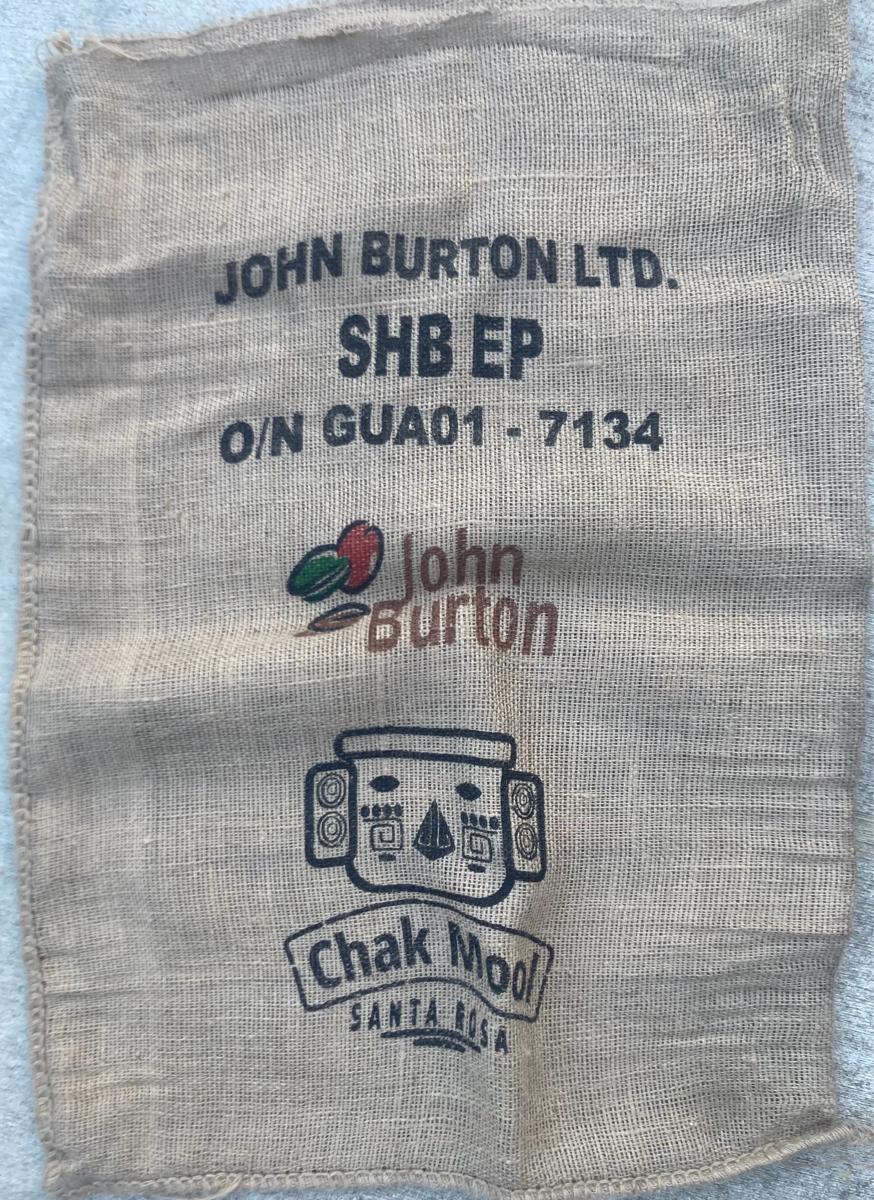 JOHN BURTON LTD.
SHB EP
O/N GUA01 - 7134
John
Burton
Chak Mool
SANTA ROSA